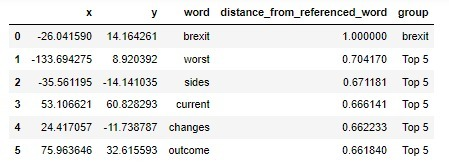 x y word distance_from_referenced_word group
0 -26.041590 14.164261 brexit 1.000000 brexit
1 -133.694275 8.920392 worst 0.704170 Top 5
2 -35.561195 -14.141035 sides 0.671181 Top 5
3 53.106621 60.828293 current 0.666141 Top 5
4 24.417057 -11.738787 changes 0.662233 Top 5
5 75.963646 32.615593 outcome 0.661840 Top 5